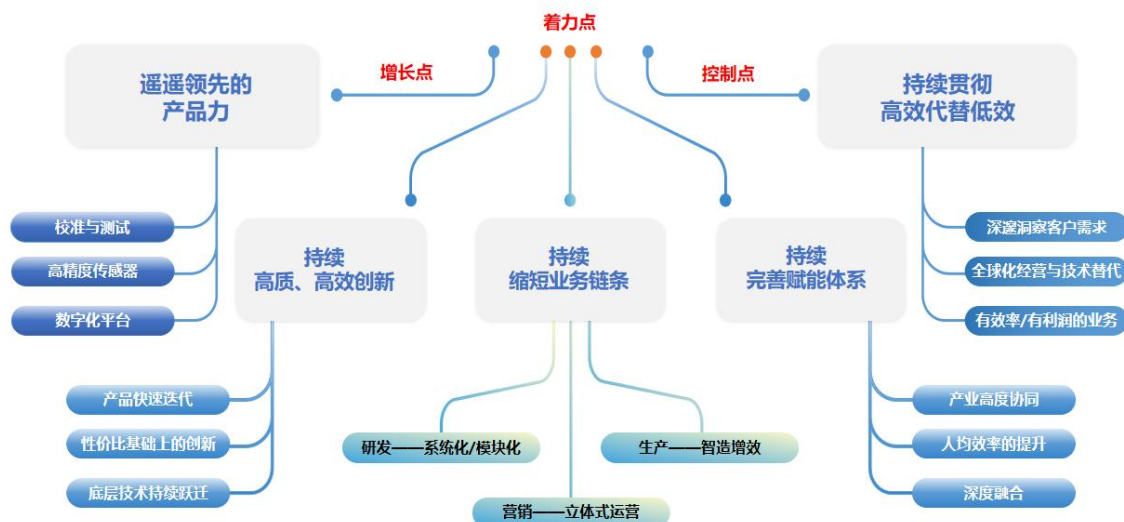 着力点
增长点
控制点
遥遥领先的
产品力
持续贯彻
高效代替低效
校准与测试
高精度传感器
数字化平台
持续
高质、高效创新
持续
缩短业务链条
持续
完善赋能体系
深邃洞察客户需求
全球化经营与技术替代
有效率/有利润的业务
产品快速迭代
性价比基础上的创新
底层技术持续跃迁
研发——系统化/模块化
生产——智造增效
营销——立体式运营
产业高度协同
人均效率的提升
深度融合